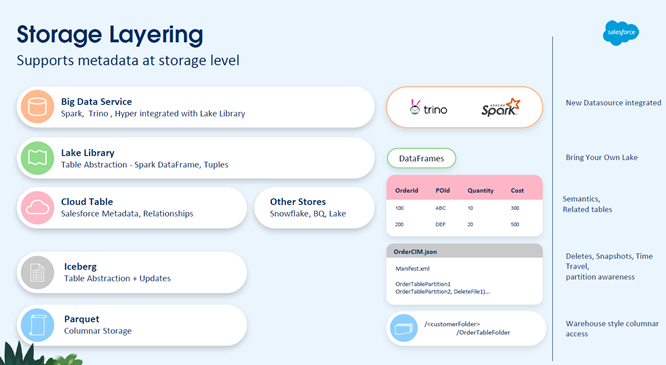 Storage Layering
Supports metadata at storage level
salesforce
Big Data Service
Spark,  Trino , Hyper integrated with Lake Library
trino
APACHE
Spark
New Datasource integrated
Lake Library
Table Abstraction - Spark DataFrame, Tuples,
DataFrames
Bring Your Own Lake
Cloud Table
Salesforce Metadata, Relationships
Other Stores
Snowflake, BQ, Lake
OrderId POId Quantity Cost
100 ABC 10 300
200 DEF 20 500
Semantics,
Related tables
Iceberg
Table Abstraction + Updates
OrderCIM.json
Manifest.xml
OrderTablePartition1
OrderTablePartition2, DeleteFile1),..
Deletes, Snapshots, Time
Travel,
partition awareness
Parquet
Columnar Storage
/<customerFolder>
/OrderTableFolder
Warehouse style columnar
access